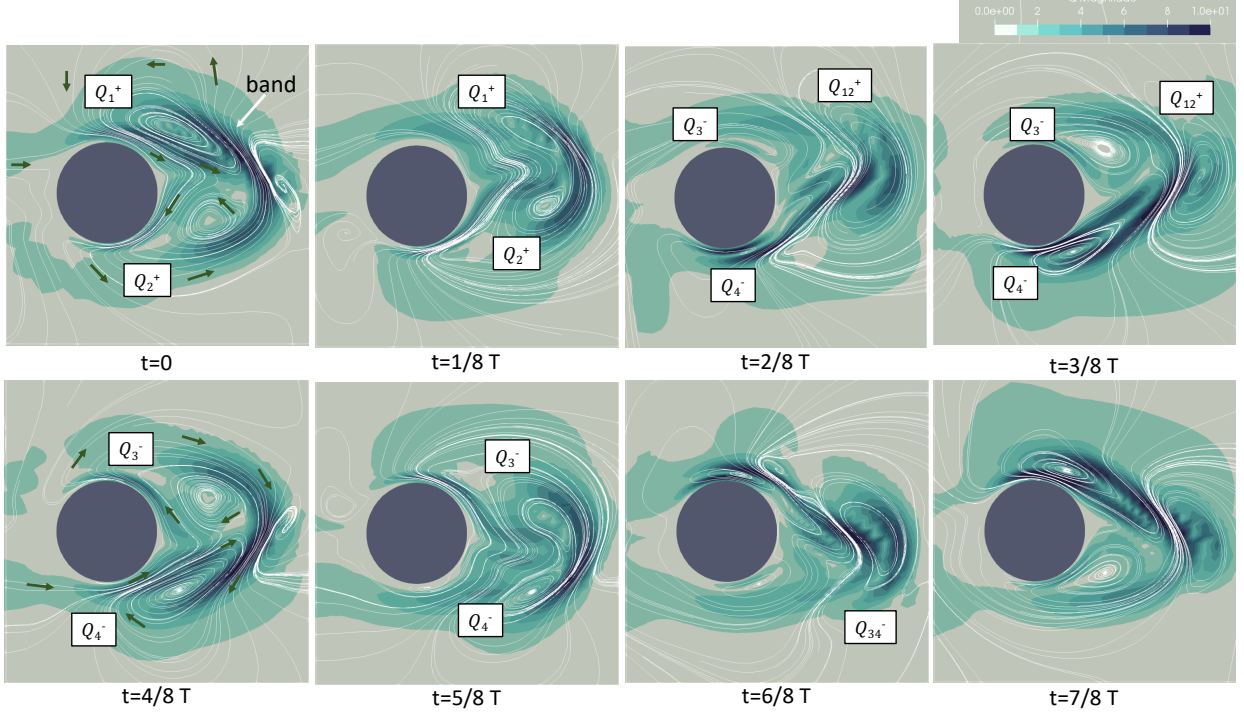 Q Magnitude
0.0e+00 2 4 6 8 1.0e+01
Q₁⁺
band
Q₂⁺
t=0
Q₁⁺
Q₂⁺
t=1/8 T
Q₁₂⁺
Q₃⁻
Q₄⁻
t=2/8 T
Q₁₂⁺
Q₃⁻
Q₄⁻
t=3/8 T
Q₃⁻
Q₄⁻
t=4/8 T
Q₃⁻
Q₄⁻
t=5/8 T
Q₃₄⁻
t=6/8 T
t=7/8 T